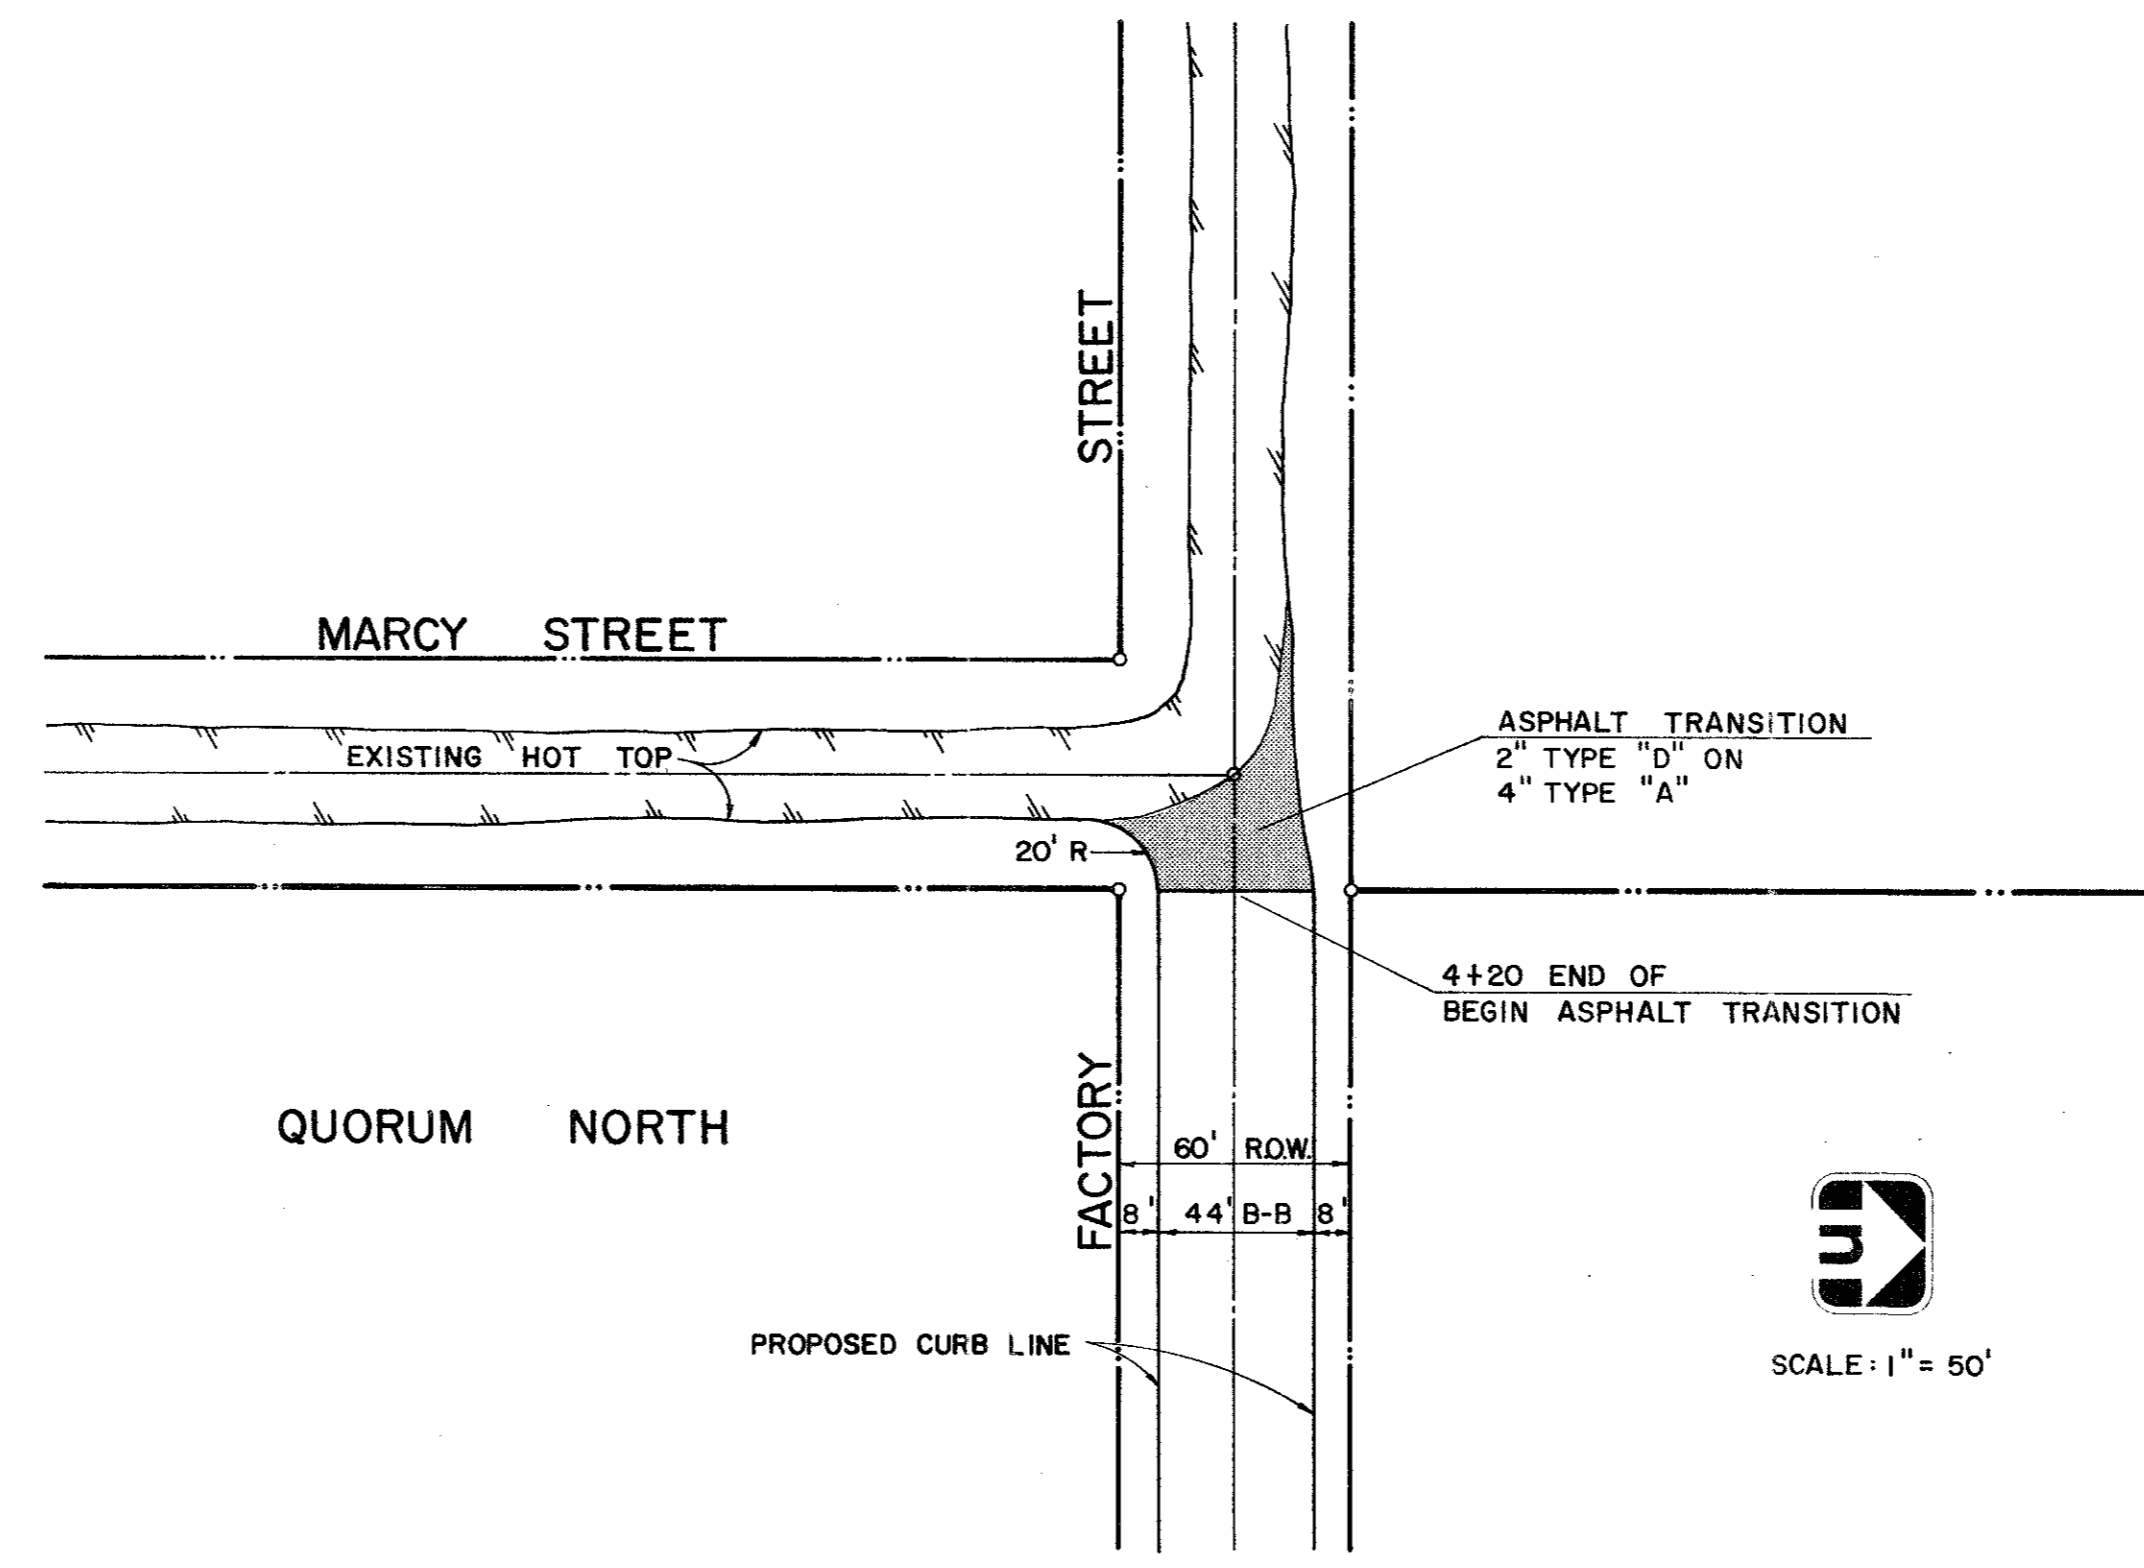 STREET
MARCY STREET
EXISTING HOT TOP
ASPHALT TRANSITION
2" TYPE "D" ON
4" TYPE "A"
20' R
4+20 END OF
BEGIN ASPHALT TRANSITION
QUORUM NORTH
FACTORY
60' R.O.W.
8' 44' B-B 8'
n
PROPOSED CURB LINE
SCALE: 1" = 50'